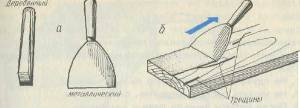 деревянный
а
металлический
б
трещины